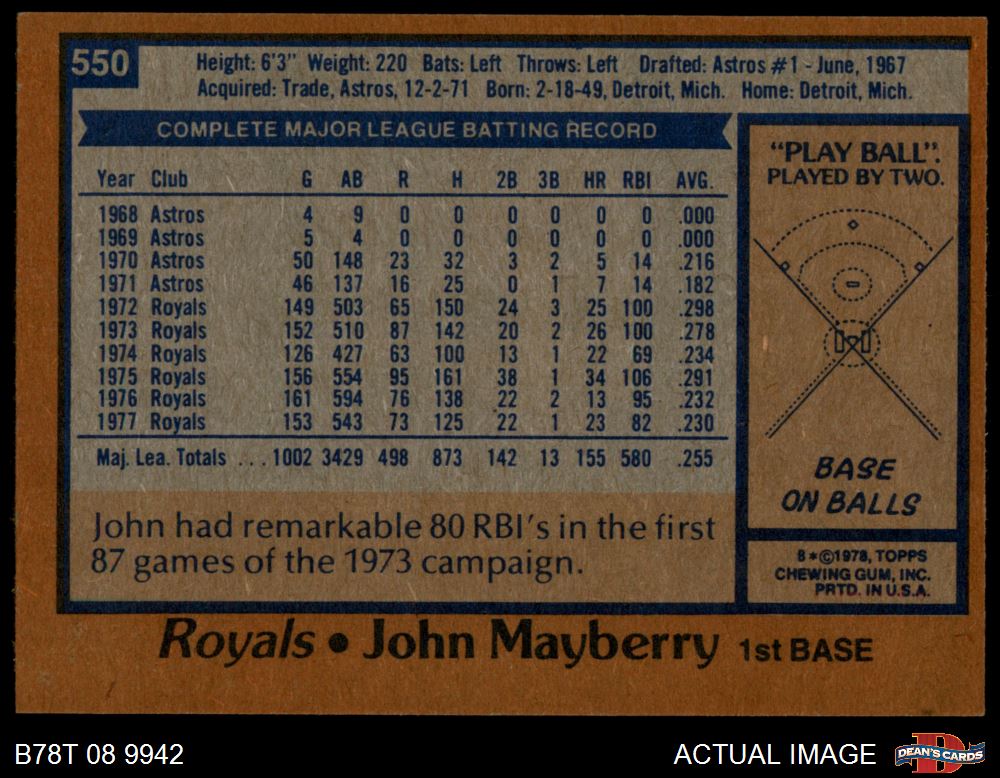 550
Height: 6'3" Weight: 220 Bats: Left Throws: Left Drafted: Astros #1 - June, 1967
Acquired: Trade, Astros, 12-2-71 Born: 2-18-49, Detroit, Mich. Home: Detroit, Mich.
COMPLETE MAJOR LEAGUE BATTING RECORD
Year Club G AB R H 2B 3B HR RBI AVG.
1968 Astros 4 9 0 0 0 0 0 0 .000
1969 Astros 5 4 0 0 0 0 0 0 .000
1970 Astros 50 148 23 32 3 2 5 14 .216
1971 Astros 46 137 16 25 0 1 7 14 .182
1972 Royals 149 503 65 150 24 3 25 100 .298
1973 Royals 152 510 87 142 20 2 26 100 .278
1974 Royals 126 427 63 100 13 1 22 69 .234
1975 Royals 156 554 95 161 38 1 34 106 .291
1976 Royals 161 594 76 138 22 2 13 95 .232
1977 Royals 153 543 73 125 22 1 23 82 .230
Maj. Lea. Totals . . . 1002 3429 498 873 142 13 155 580 .255
John had remarkable 80 RBI's in the first
87 games of the 1973 campaign.
"PLAY BALL".
PLAYED BY TWO.
BASE
ON BALLS
8*©1978, TOPPS
CHEWING GUM, INC.
PRTD. IN U.S.A.
Royals • John Mayberry 1st BASE
B78T 08 9942
ACTUAL IMAGE
DEAN'S CARDS